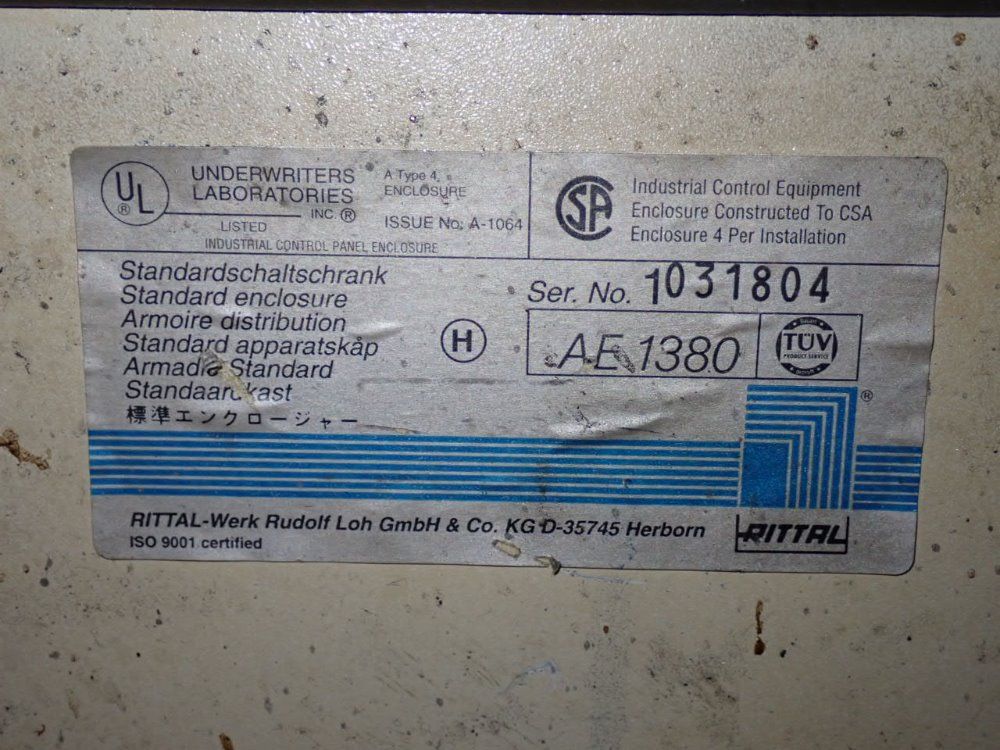 UL ®
UNDERWRITERS
LABORATORIES
INC. ®
LISTED
INDUSTRIAL CONTROL PANEL ENCLOSURE
A Type 4,
ENCLOSURE
ISSUE No. A-1064
SA
Industrial Control Equipment
Enclosure Constructed To CSA
Enclosure 4 Per Installation
Standardschaltschrank
Standard enclosure
Armoire distribution
Standard apparatskåp
Armadio Standard
Standaardkast
標準エンクロージャー
H
Ser. No. 1031804
AE 1380
TÜV
PRODUCT SERVICE
®
RITTAL-Werk Rudolf Loh GmbH & Co. KG D-35745 Herborn
ISO 9001 certified
RITTAL